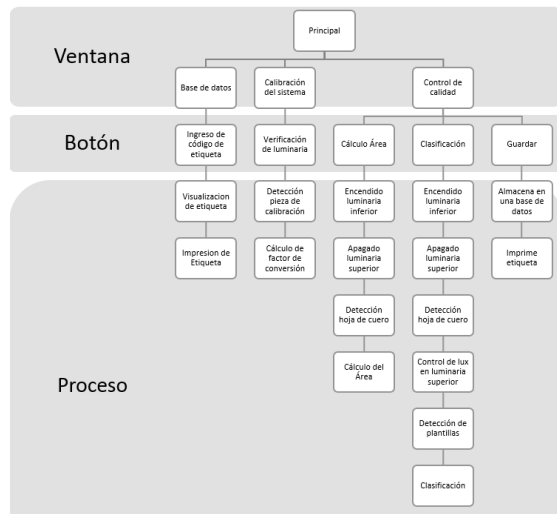 Principal
Ventana
Base de datos
Calibración
del sistema
Control de
calidad
Botón
Ingreso de
código de
etiqueta
Verificación
de luminaria
Cálculo Área
Clasificación
Guardar
Visualizacion
de etiqueta
Detección
pieza de
calibración
Encendido
luminaria
inferior
Encendido
luminaria
inferior
Almacena en
una base de
datos
Impresion de
Etiqueta
Cálculo de
factor de
conversión
Apagado
luminaria
superior
Apagado
luminaria
superior
Imprime
etiqueta
Detección
hoja de cuero
Detección
hoja de cuero
Proceso
Cálculo del
Área
Control de lux
en luminaria
superior
Detección de
plantillas
Clasificación